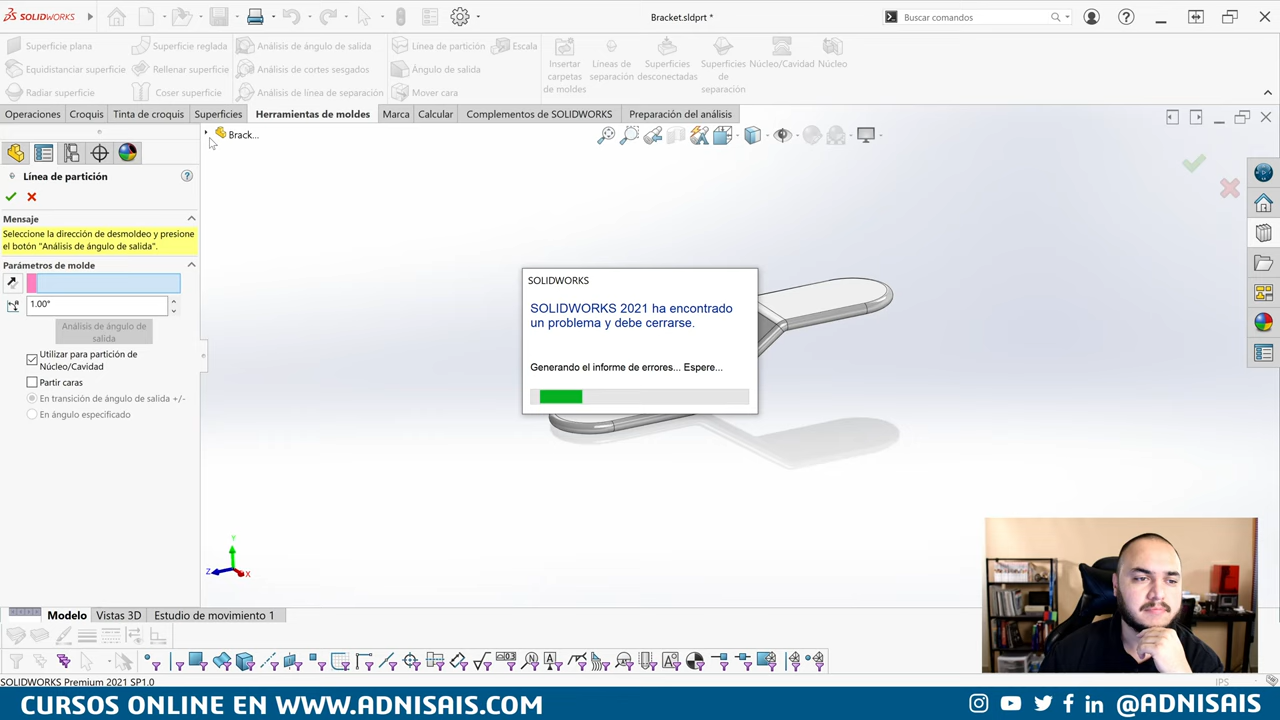 SOLIDWORKS
Bracket.sldprt *
Buscar comandos
Superficie plana
Superficie reglada
Análisis de ángulo de salida
Línea de partición
Escala
Equidistanciar superficie
Rellenar superficie
Análisis de cortes sesgados
Ángulo de salida
Radiar superficie
Coser superficie
Análisis de línea de separación
Mover cara
Insertar
carpetas
de moldes
Líneas de
separación
Superficies
desconectadas
Superficies
de
separación
Núcleo/Cavidad
Núcleo
Operaciones
Croquis
Tinta de croquis
Superficies
Herramientas de moldes
Marca
Calcular
Complementos de SOLIDWORKS
Preparación del análisis
Brack...
Línea de partición
Mensaje
Seleccione la dirección de desmoldeo y presione
el botón "Análisis de ángulo de salida".
Parámetros de molde
1.00°
Análisis de ángulo de
salida
Utilizar para partición de
Núcleo/Cavidad
Partir caras
En transición de ángulo de salida +/-
En ángulo especificado
SOLIDWORKS
SOLIDWORKS 2021 ha encontrado
un problema y debe cerrarse.
Generando el informe de errores... Espere...
Y
Z
X
Modelo
Vistas 3D
Estudio de movimiento 1
SOLIDWORKS Premium 2021 SP1.0
IPS
CURSOS ONLINE EN WWW.ADNISAIS.COM
@ADNISAIS